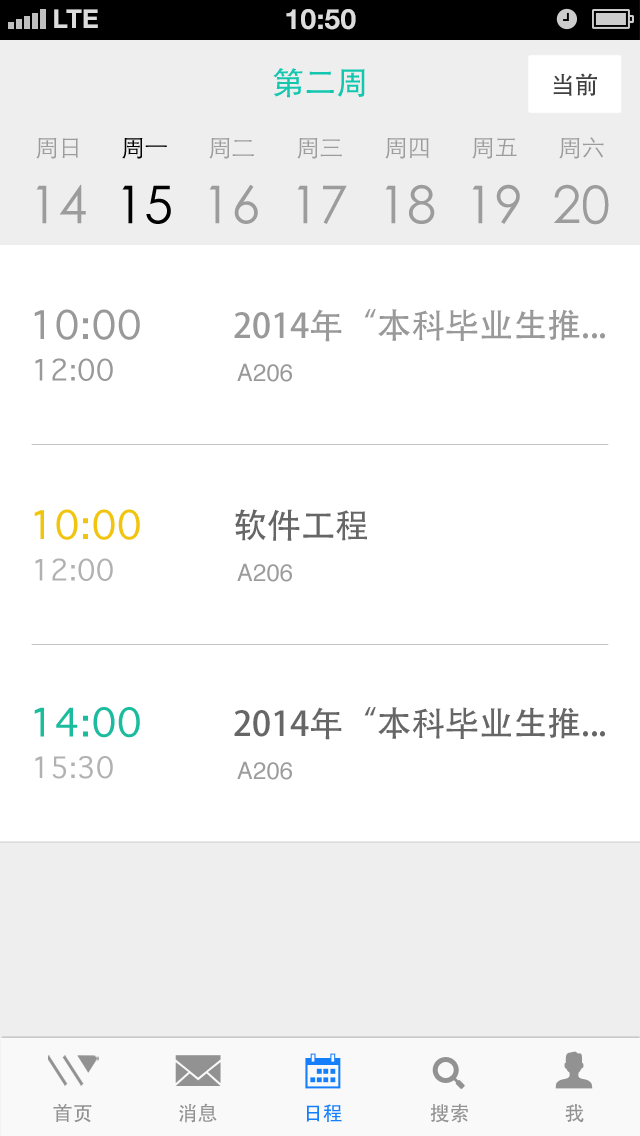 LTE 10:50
第二周
当前
周日 周一 周二 周三 周四 周五 周六
14 15 16 17 18 19 20
10:00 2014年“本科毕业生推...
12:00 A206
10:00 软件工程
12:00 A206
14:00 2014年“本科毕业生推...
15:30 A206
首页 消息 日程 搜索 我